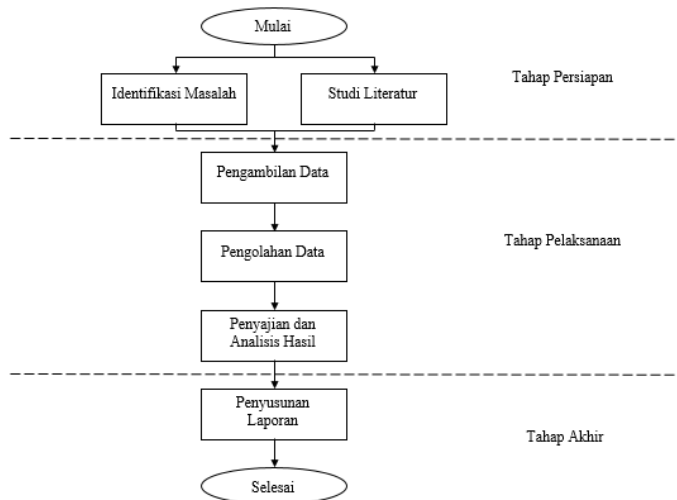 Mulai
Identifikasi Masalah
Studi Literatur
Tahap Persiapan
Pengambilan Data
Pengolahan Data
Tahap Pelaksanaan
Penyajian dan
Analisis Hasil
Penyusunan
Laporan
Tahap Akhir
Selesai